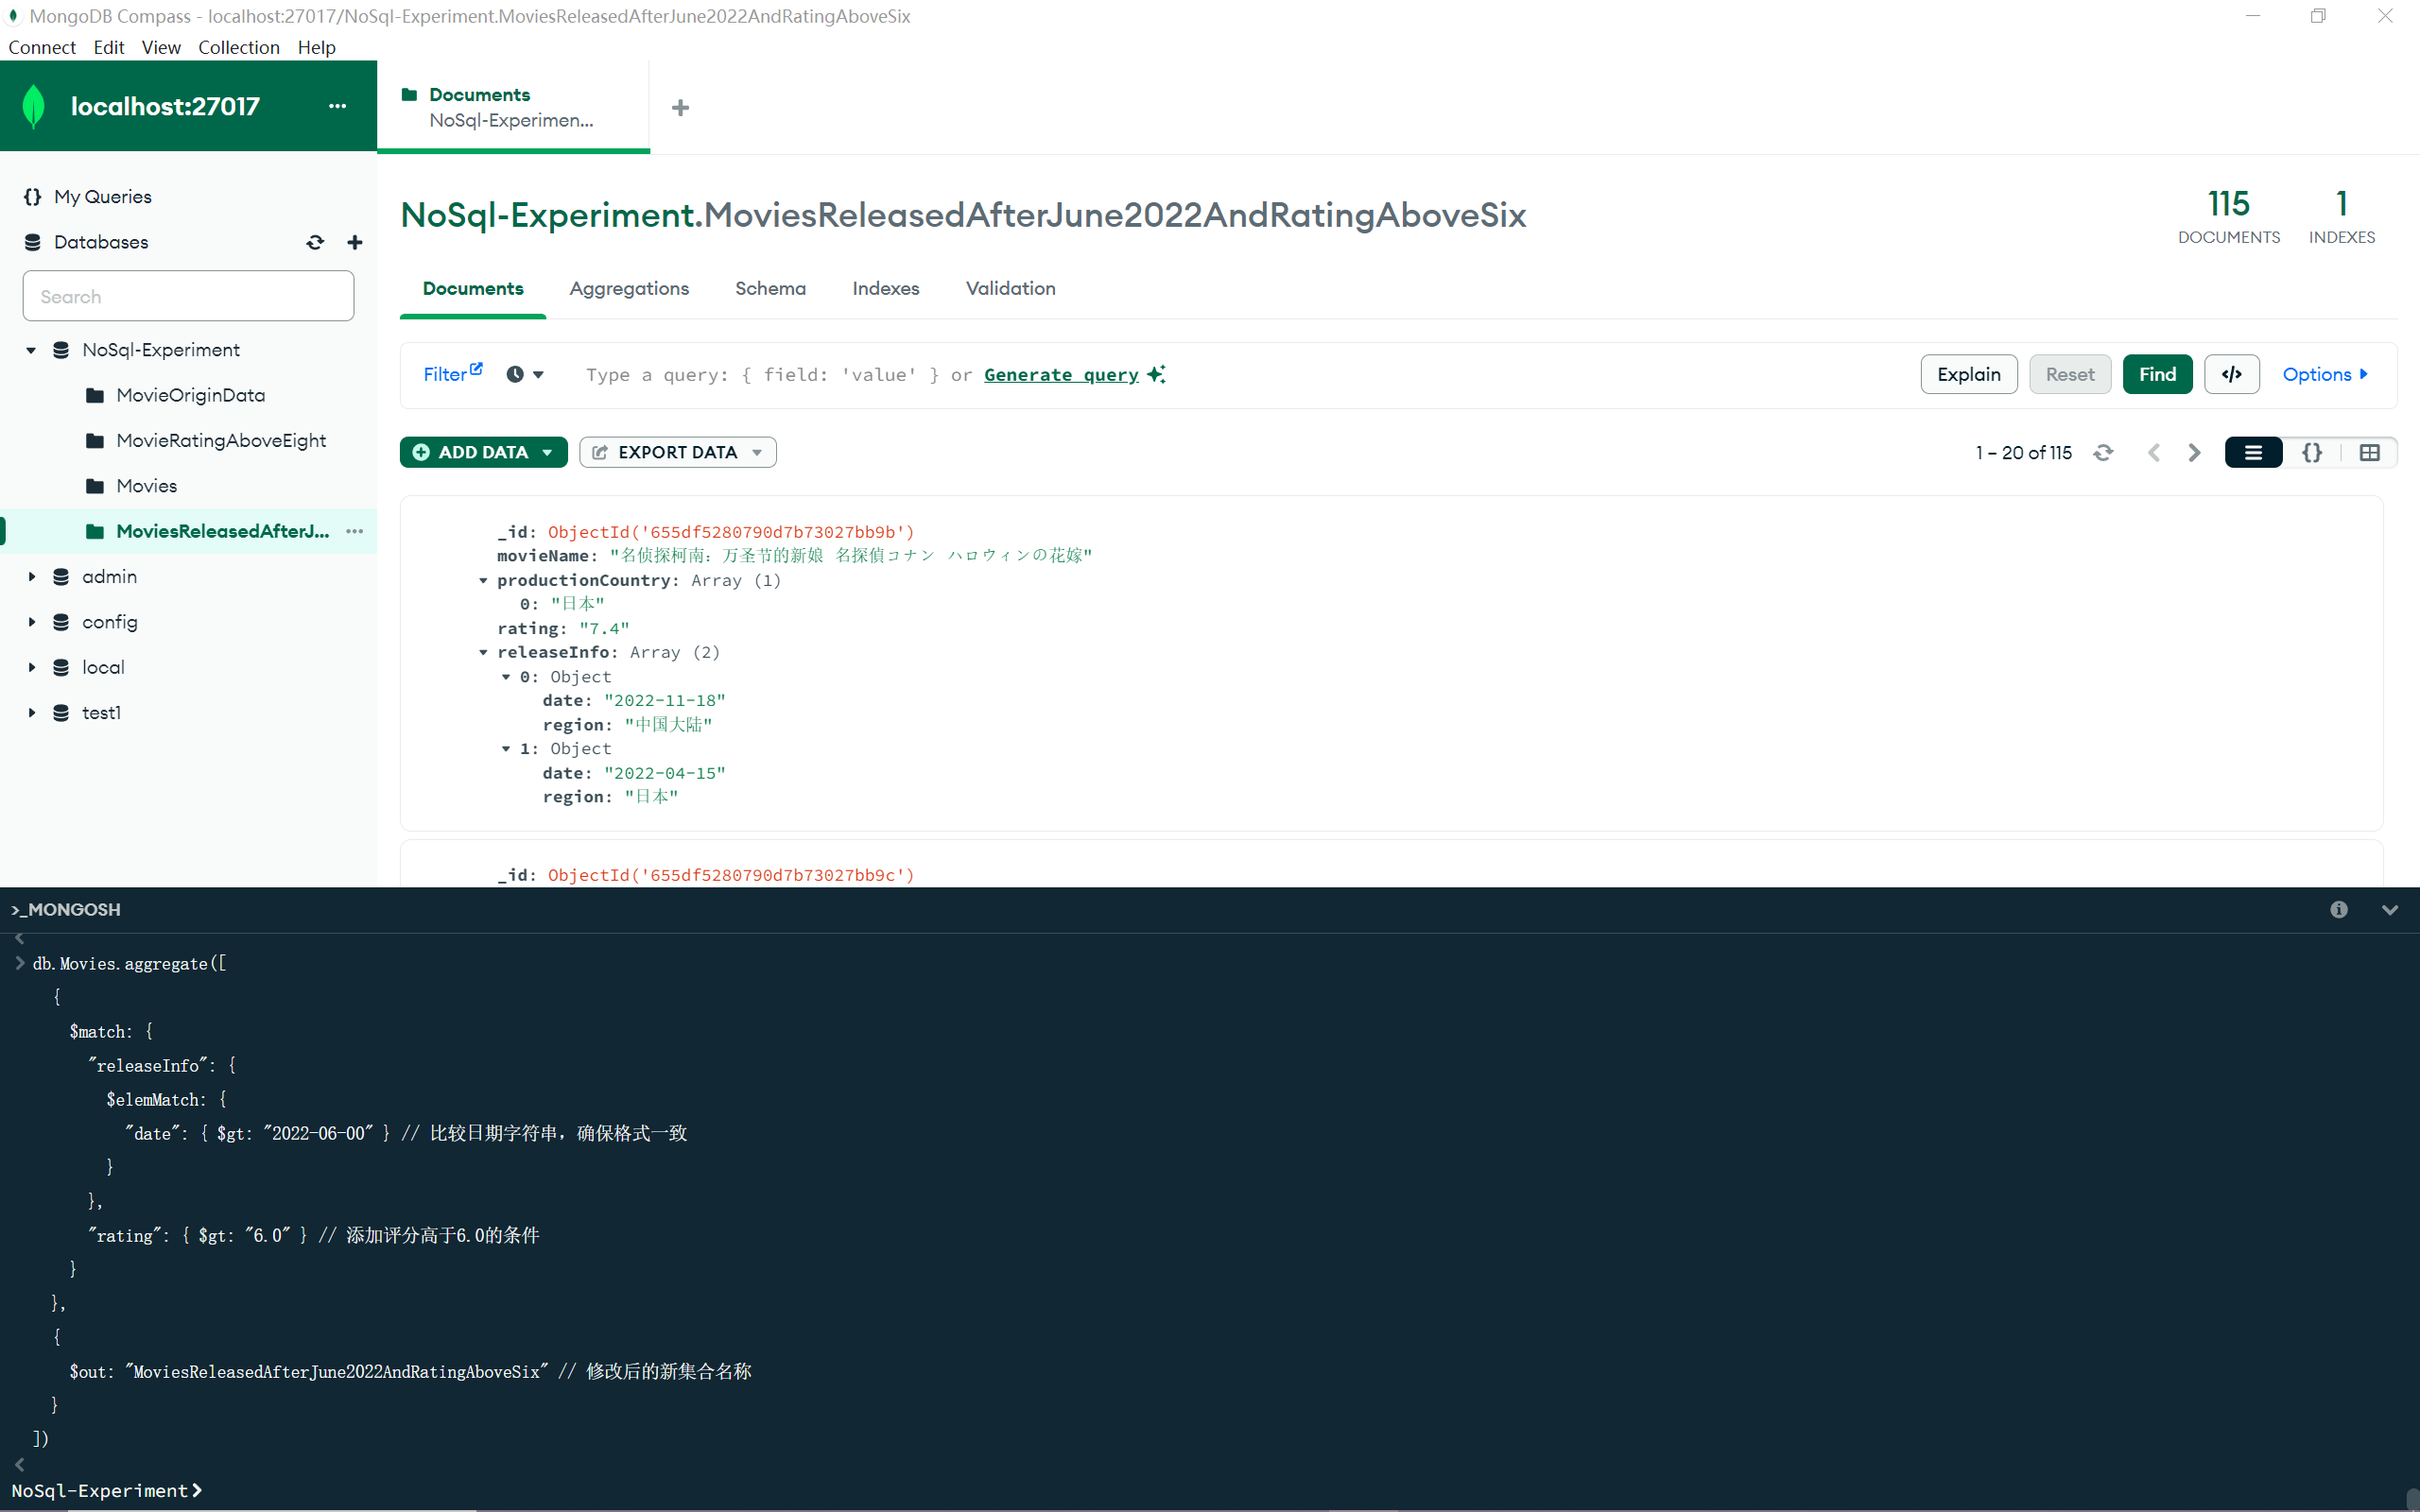 MongoDB Compass - localhost:27017/NoSql-Experiment.MoviesReleasedAfterJune2022AndRatingAboveSix
Connect Edit View Collection Help
localhost:27017 ...
Documents
NoSql-Experimen...
My Queries
Databases
Search
NoSql-Experiment
MovieOriginData
MovieRatingAboveEight
Movies
MoviesReleasedAfterJ... ...
admin
config
local
test1
NoSql-Experiment.MoviesReleasedAfterJune2022AndRatingAboveSix
115
DOCUMENTS
1
INDEXES
Documents Aggregations Schema Indexes Validation
Filter Type a query: { field: 'value' } or Generate query Explain Reset Find </> Options
ADD DATA EXPORT DATA 1 – 20 of 115 {}
_id: ObjectId('655df5280790d7b73027bb9b')
movieName: "名侦探柯南：万圣节的新娘 名探偵コナン ハロウィンの花嫁"
productionCountry: Array (1)
0: "日本"
rating: "7.4"
releaseInfo: Array (2)
0: Object
date: "2022-11-18"
region: "中国大陆"
1: Object
date: "2022-04-15"
region: "日本"
_id: ObjectId('655df5280790d7b73027bb9c')
>_MONGOSH
<
> db.Movies.aggregate([
{
$match: {
"releaseInfo": {
$elemMatch: {
"date": { $gt: "2022-06-00" } // 比较日期字符串，确保格式一致
}
},
"rating": { $gt: "6.0" } // 添加评分高于6.0的条件
}
},
{
$out: "MoviesReleasedAfterJune2022AndRatingAboveSix" // 修改后的新集合名称
}
])
<
NoSql-Experiment>